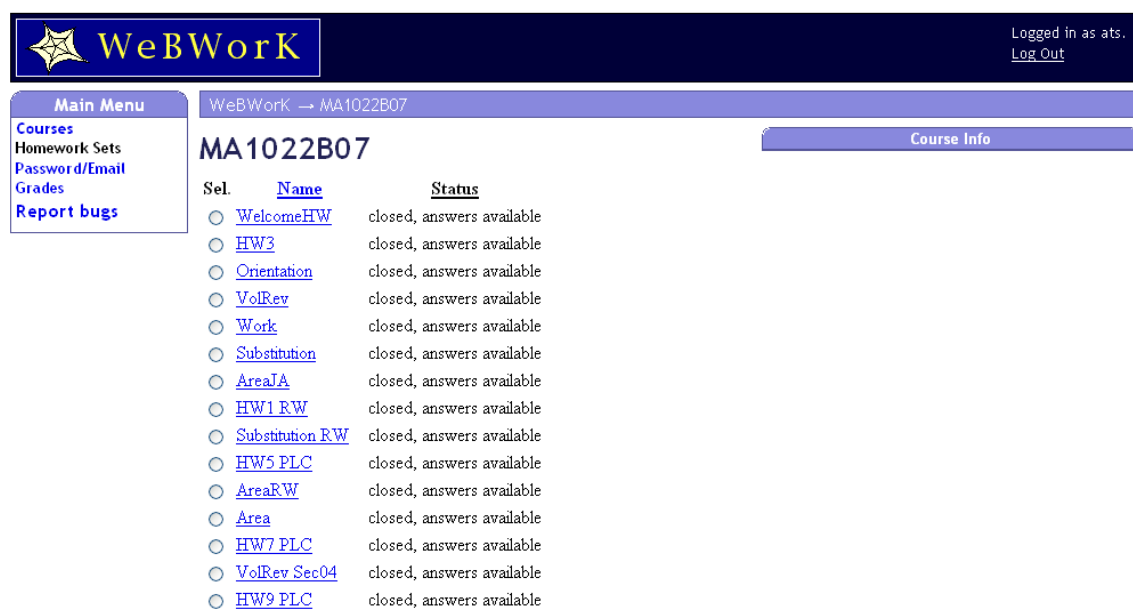 WeBWorK
Logged in as ats.
Log Out
Main Menu
Courses
Homework Sets
Password/Email
Grades
Report bugs
WeBWorK → MA1022B07
MA1022B07
Course Info
Sel. Name Status
WelcomeHW closed, answers available
HW3 closed, answers available
Orientation closed, answers available
VolRev closed, answers available
Work closed, answers available
Substitution closed, answers available
AreaJA closed, answers available
HW1 RW closed, answers available
Substitution RW closed, answers available
HW5 PLC closed, answers available
AreaRW closed, answers available
Area closed, answers available
HW7 PLC closed, answers available
VolRev Sec04 closed, answers available
HW9 PLC closed, answers available